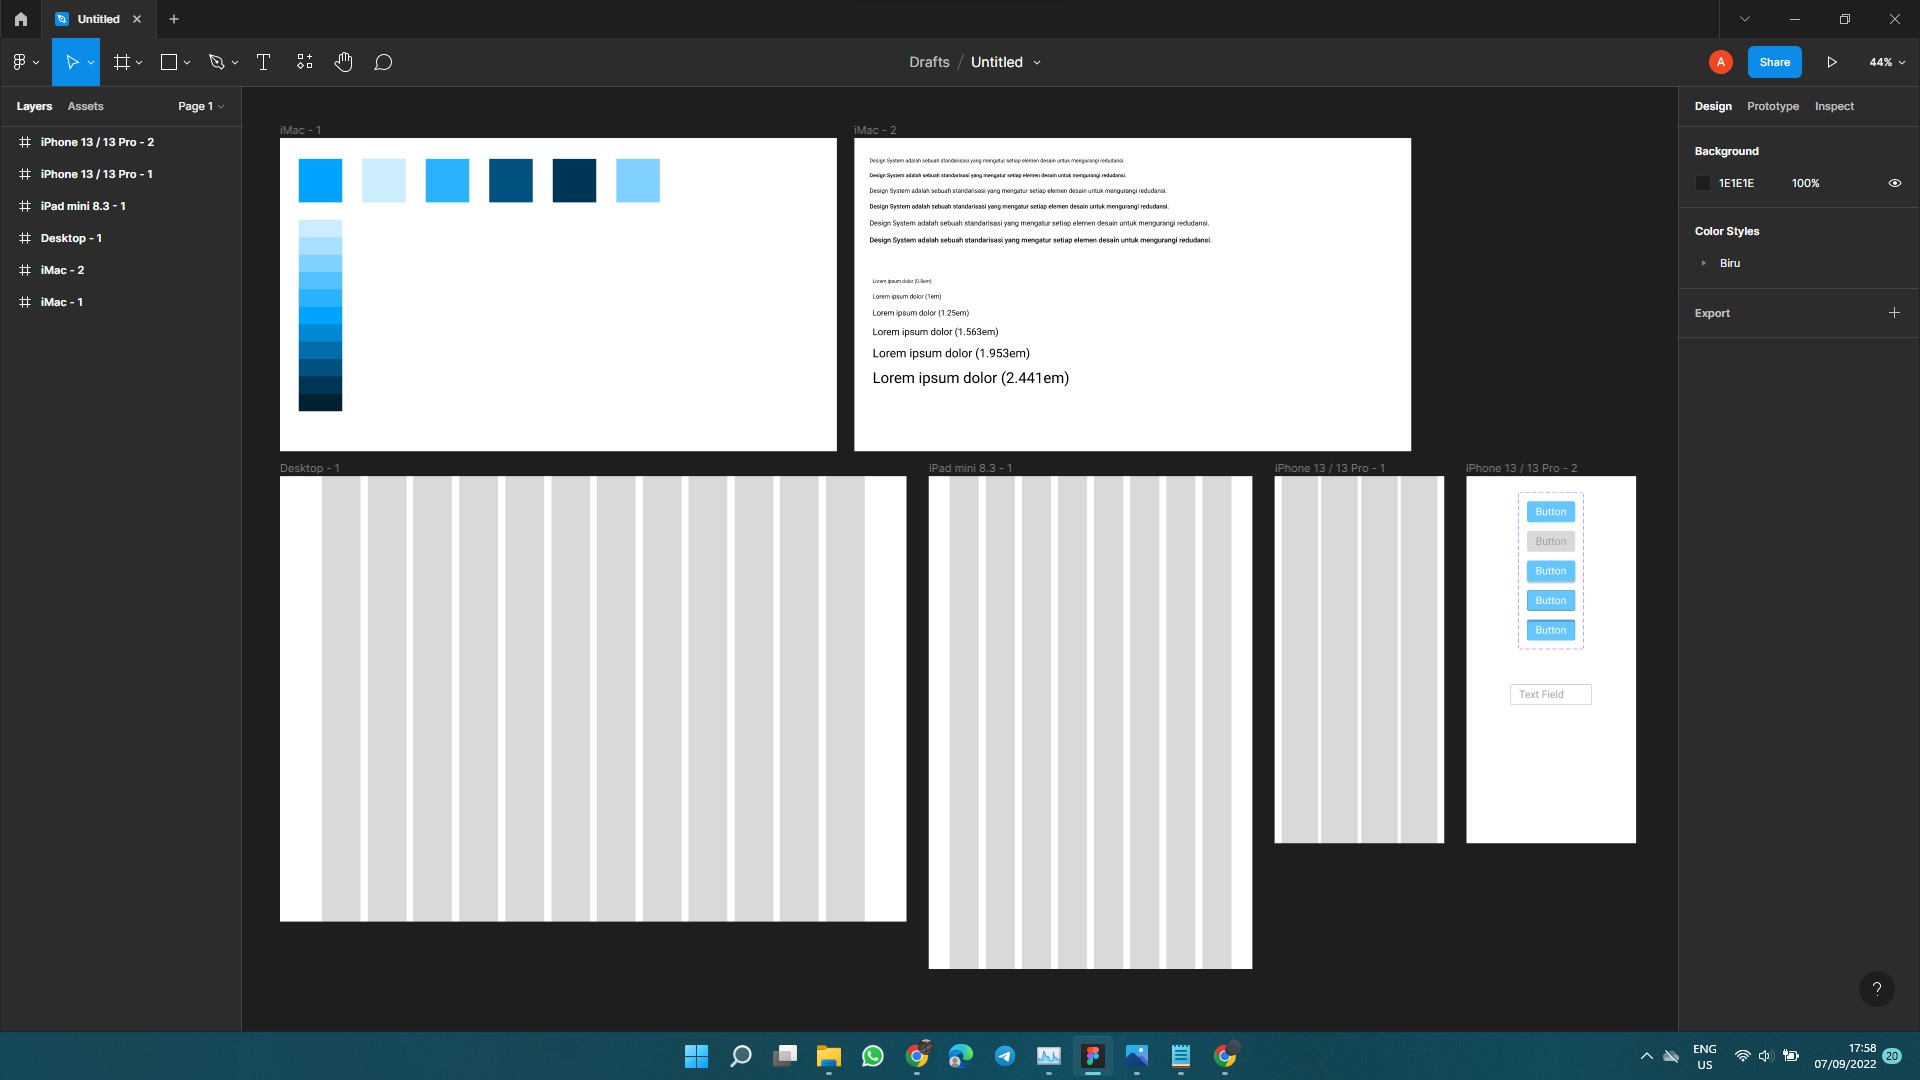 Untitled
Drafts / Untitled
A
Share
44%
Layers
Assets
Page 1
iPhone 13 / 13 Pro - 2
iPhone 13 / 13 Pro - 1
iPad mini 8.3 - 1
Desktop - 1
iMac - 2
iMac - 1
iMac - 1
iMac - 2
Design System adalah sebuah standarisasi yang mengatur setiap elemen desain untuk mengurangi redudansi.
Design System adalah sebuah standarisasi yang mengatur setiap elemen desain untuk mengurangi redudansi.
Design System adalah sebuah standarisasi yang mengatur setiap elemen desain untuk mengurangi redudansi.
Design System adalah sebuah standarisasi yang mengatur setiap elemen desain untuk mengurangi redudansi.
Design System adalah sebuah standarisasi yang mengatur setiap elemen desain untuk mengurangi redudansi.
Design System adalah sebuah standarisasi yang mengatur setiap elemen desain untuk mengurangi redudansi.
Lorem ipsum dolor (0.8em)
Lorem ipsum dolor (1em)
Lorem ipsum dolor (1.25em)
Lorem ipsum dolor (1.563em)
Lorem ipsum dolor (1.953em)
Lorem ipsum dolor (2.441em)
Desktop - 1
iPad mini 8.3 - 1
iPhone 13 / 13 Pro - 1
iPhone 13 / 13 Pro - 2
Button
Button
Button
Button
Button
Text Field
Design
Prototype
Inspect
Background
1E1E1E
100%
Color Styles
Biru
Export
?
ENG
US
17:58
07/09/2022
20